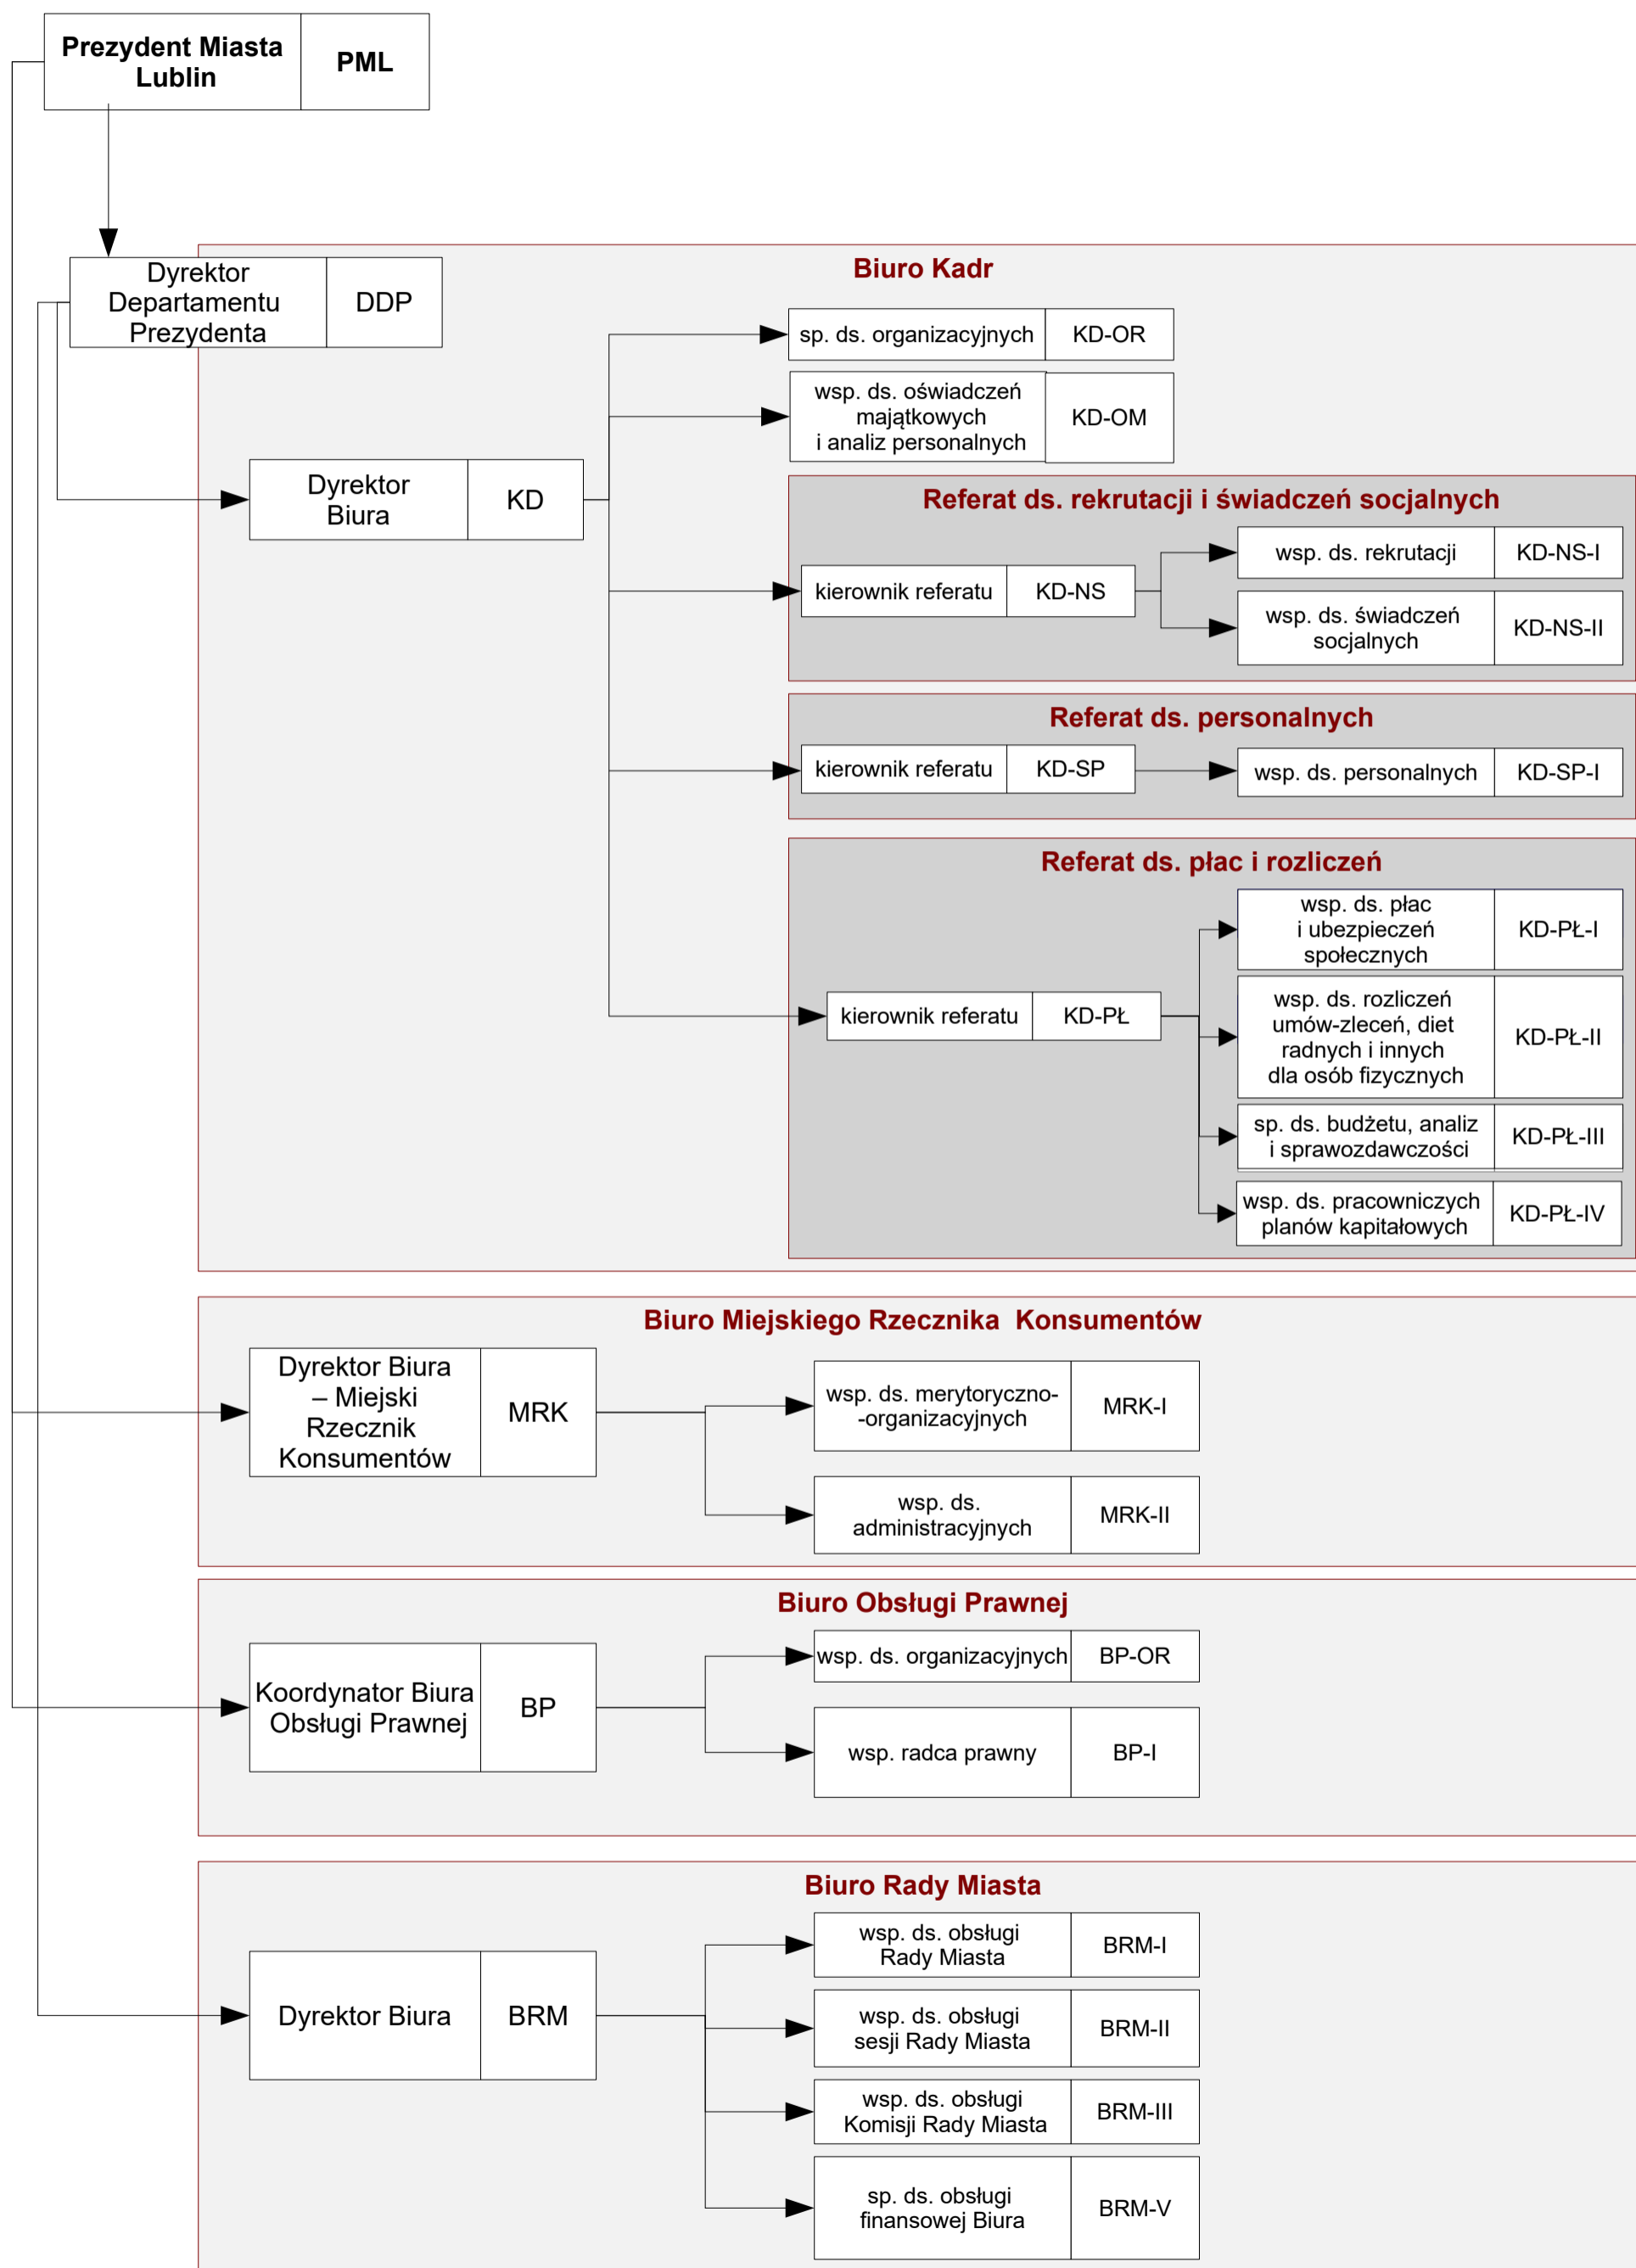 Prezydent Miasta
Lublin
PML
Dyrektor
Departamentu
Prezydenta
DDP
Biuro Kadr
sp. ds. organizacyjnych
KD-OR
wsp. ds. oświadczeń
majątkowych
i analiz personalnych
KD-OM
Dyrektor
Biura
KD
Referat ds. rekrutacji i świadczeń socjalnych
kierownik referatu
KD-NS
wsp. ds. rekrutacji
KD-NS-I
wsp. ds. świadczeń
socjalnych
KD-NS-II
Referat ds. personalnych
kierownik referatu
KD-SP
wsp. ds. personalnych
KD-SP-I
Referat ds. płac i rozliczeń
kierownik referatu
KD-PŁ
wsp. ds. płac
i ubezpieczeń
społecznych
KD-PŁ-I
wsp. ds. rozliczeń
umów-zleceń, diet
radnych i innych
dla osób fizycznych
KD-PŁ-II
sp. ds. budżetu, analiz
i sprawozdawczości
KD-PŁ-III
wsp. ds. pracowniczych
planów kapitałowych
KD-PŁ-IV
Biuro Miejskiego Rzecznika  Konsumentów
Dyrektor Biura
– Miejski
Rzecznik
Konsumentów
MRK
wsp. ds. merytoryczno-
-organizacyjnych
MRK-I
wsp. ds.
administracyjnych
MRK-II
Biuro Obsługi Prawnej
Koordynator Biura
Obsługi Prawnej
BP
wsp. ds. organizacyjnych
BP-OR
wsp. radca prawny
BP-I
Biuro Rady Miasta
Dyrektor Biura
BRM
wsp. ds. obsługi
Rady Miasta
BRM-I
wsp. ds. obsługi
sesji Rady Miasta
BRM-II
wsp. ds. obsługi
Komisji Rady Miasta
BRM-III
sp. ds. obsługi
finansowej Biura
BRM-V